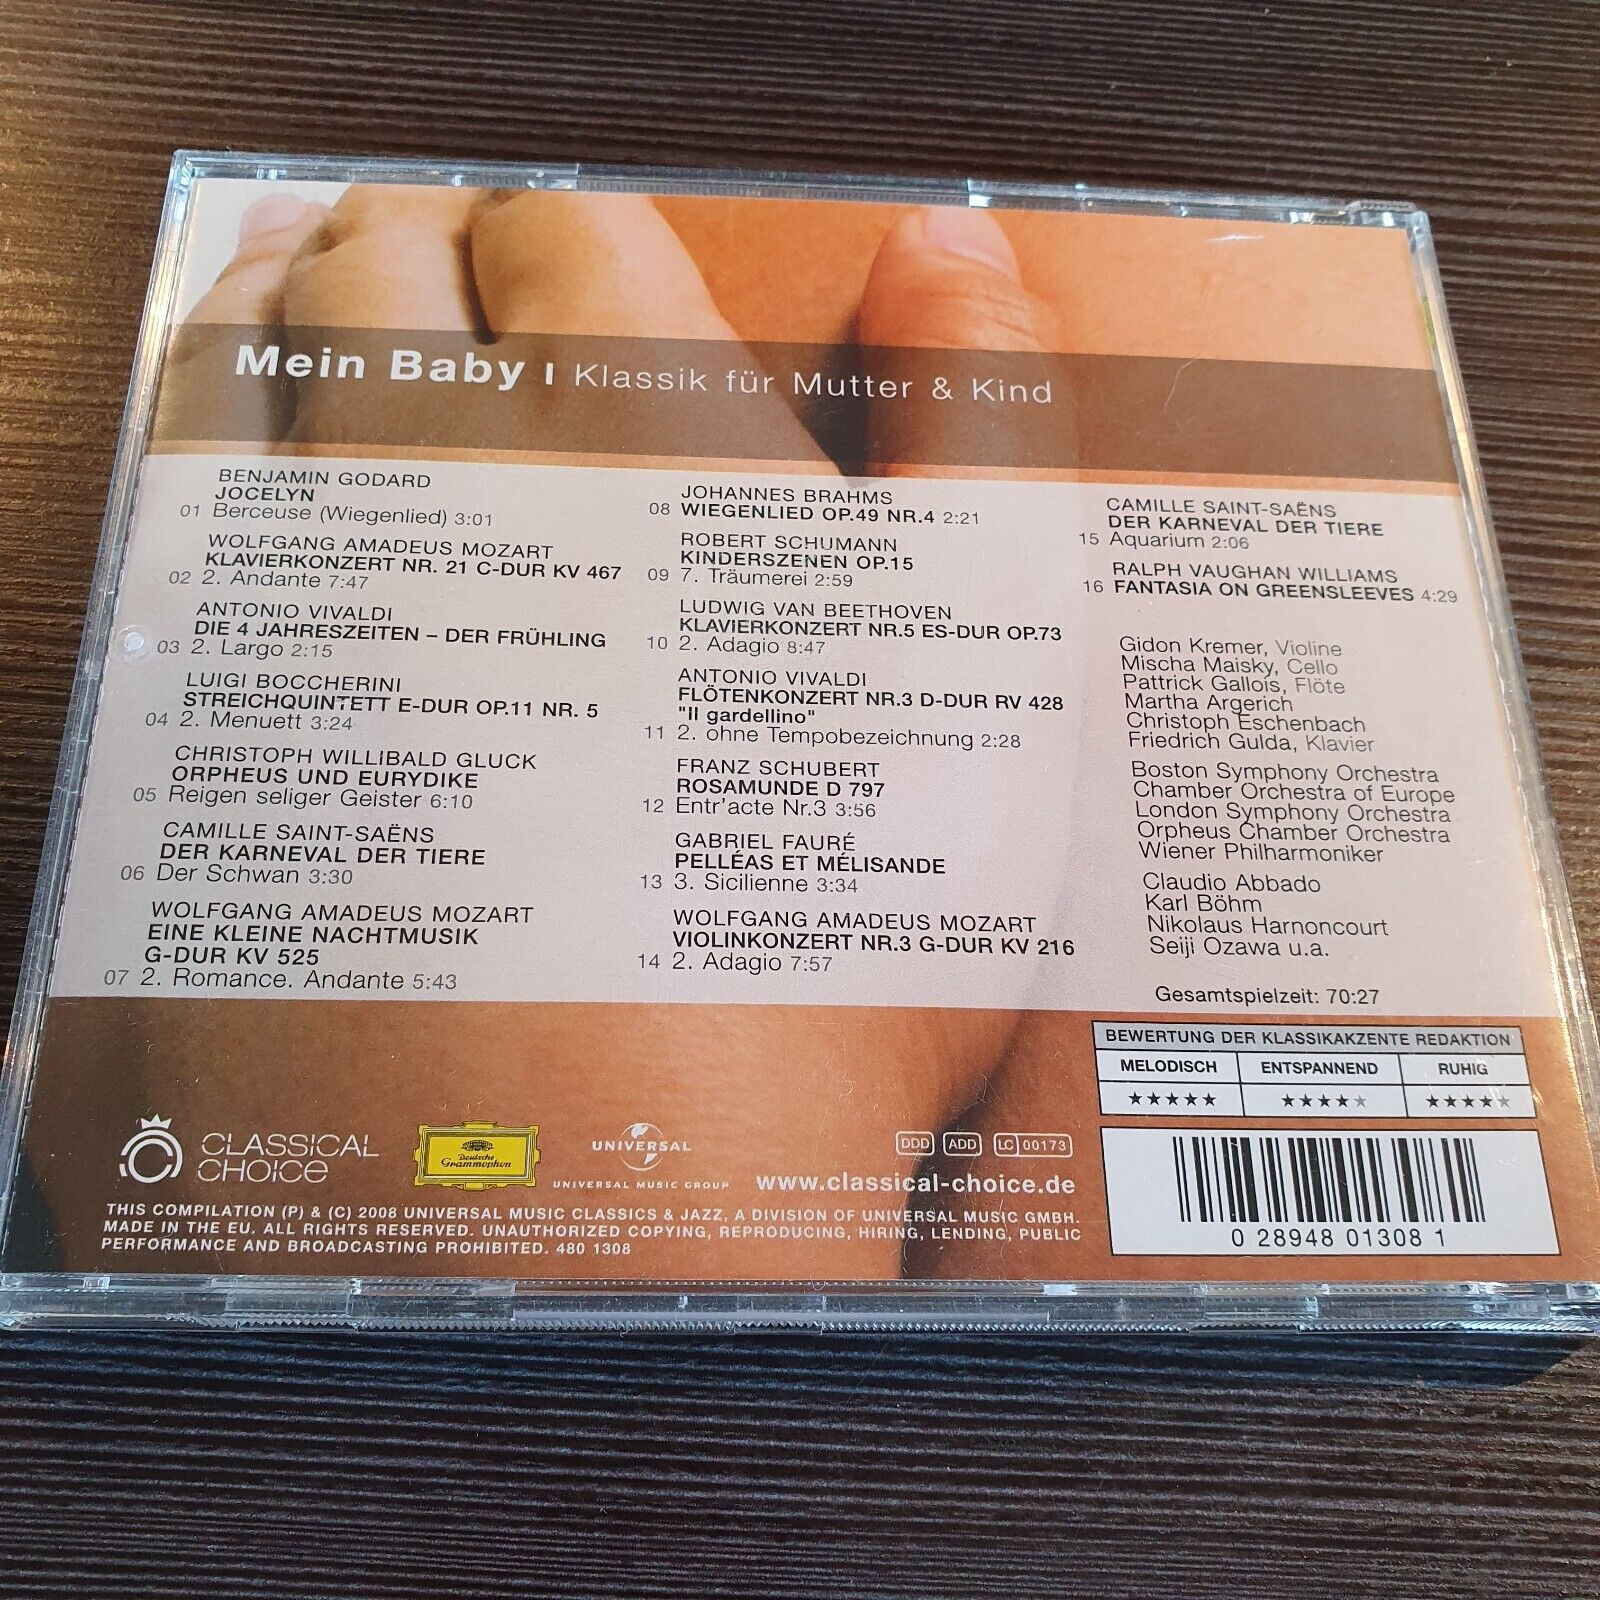 Mein Baby I Klassik für Mutter & Kind
BENJAMIN GODARD
JOCELYN
01 Berceuse (Wiegenlied) 3:01
WOLFGANG AMADEUS MOZART
KLAVIERKONZERT NR. 21 C-DUR KV 467
02 2. Andante 7:47
ANTONIO VIVALDI
DIE 4 JAHRESZEITEN – DER FRÜHLING
03 2. Largo 2:15
LUIGI BOCCHERINI
STREICHQUINTETT E-DUR OP.11 NR. 5
04 2. Menuett 3:24
CHRISTOPH WILLIBALD GLUCK
ORPHEUS UND EURYDIKE
05 Reigen seliger Geister 6:10
CAMILLE SAINT-SAËNS
DER KARNEVAL DER TIERE
06 Der Schwan 3:30
WOLFGANG AMADEUS MOZART
EINE KLEINE NACHTMUSIK
G-DUR KV 525
07 2. Romance. Andante 5:43
JOHANNES BRAHMS
08 WIEGENLIED OP.49 NR.4 2:21
ROBERT SCHUMANN
KINDERSZENEN OP.15
09 7. Träumerei 2:59
LUDWIG VAN BEETHOVEN
KLAVIERKONZERT NR.5 ES-DUR OP.73
10 2. Adagio 8:47
ANTONIO VIVALDI
FLÖTENKONZERT NR.3 D-DUR RV 428
"Il gardellino"
11 2. ohne Tempobezeichnung 2:28
FRANZ SCHUBERT
ROSAMUNDE D 797
12 Entr'acte Nr.3 3:56
GABRIEL FAURÉ
PELLÉAS ET MÉLISANDE
13 3. Sicilienne 3:34
WOLFGANG AMADEUS MOZART
VIOLINKONZERT NR.3 G-DUR KV 216
14 2. Adagio 7:57
CAMILLE SAINT-SAËNS
DER KARNEVAL DER TIERE
15 Aquarium 2:06
RALPH VAUGHAN WILLIAMS
16 FANTASIA ON GREENSLEEVES 4:29
Gidon Kremer, Violine
Mischa Maisky, Cello
Pattrick Gallois, Flöte
Martha Argerich
Christoph Eschenbach
Friedrich Gulda, Klavier
Boston Symphony Orchestra
Chamber Orchestra of Europe
London Symphony Orchestra
Orpheus Chamber Orchestra
Wiener Philharmoniker
Claudio Abbado
Karl Böhm
Nikolaus Harnoncourt
Seiji Ozawa u.a.
Gesamtspielzeit: 70:27
BEWERTUNG DER KLASSIKAKZENTE REDAKTION
MELODISCH ENTSPANNEND RUHIG
★★★★★ ★★★★★ ★★★★★
CLASSICAL
CHOICE
Deutsche
Grammophon
UNIVERSAL
UNIVERSAL MUSIC GROUP
DDD ADD LC 00173
www.classical-choice.de
THIS COMPILATION (P) & (C) 2008 UNIVERSAL MUSIC CLASSICS & JAZZ, A DIVISION OF UNIVERSAL MUSIC GMBH.
MADE IN THE EU. ALL RIGHTS RESERVED. UNAUTHORIZED COPYING, REPRODUCING, HIRING, LENDING, PUBLIC
PERFORMANCE AND BROADCASTING PROHIBITED. 480 1308
0 28948 01308 1